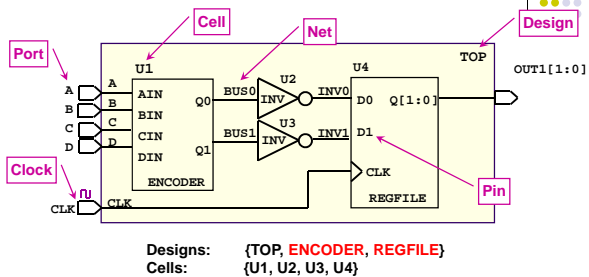 Cell
Net
Design
Port
TOP
OUT1[1:0]
U1
U2
U4
A
A
AIN
Q0
BUS0
INV
INV0
D0
Q[1:0]
B
B
BIN
U3
C
C
CIN
BUS1
INV
INV1
D1
D
D
DIN
Q1
Clock
ENCODER
CLK
Pin
CLK
CLK
REGFILE
Designs: {TOP, ENCODER, REGFILE}
Cells: {U1, U2, U3, U4}